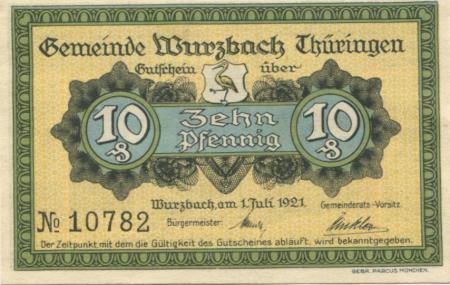 Gemeinde Wurzbach Thüringen
Gutschein über
10 Zehn Pfennig 10
Wurzbach, am 1. Juli 1921. Gemeinderats-Vorsitz.
No 10782 Bürgermeister:
Der Zeitpunkt mit dem die Gültigkeit des Gutscheines abläuft, wird bekanntgegeben.
GEBR. PARCUS MÜNCHEN.